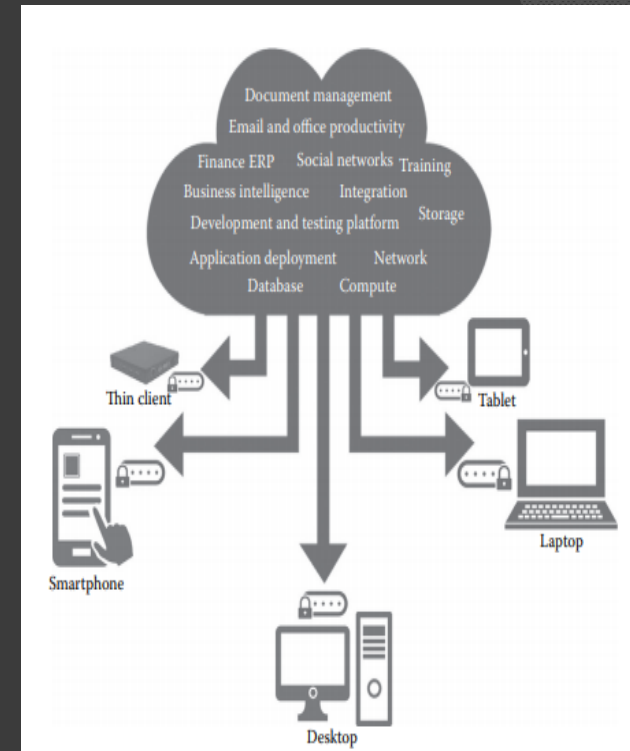 Document management
Email and office productivity
Finance ERP Social networks Training
Business intelligence Integration
Development and testing platform Storage
Application deployment Network
Database Compute
Thin client
Tablet
Smartphone
Laptop
Desktop